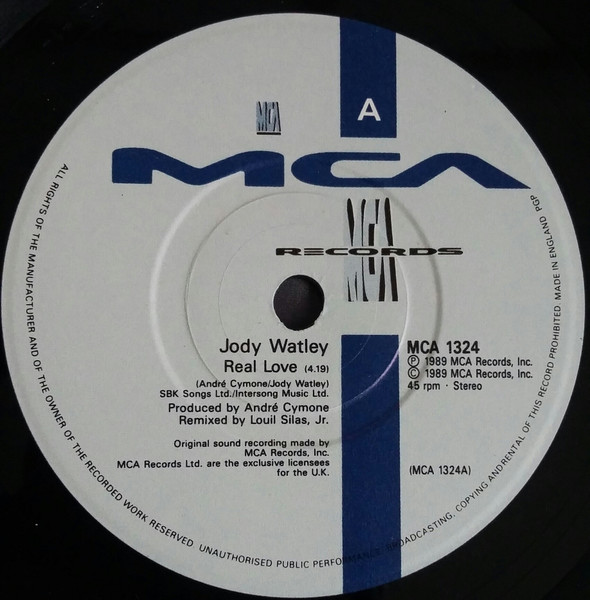 A
MCA
MCA
MCA
RECORDS
MCA
Jody Watley
Real Love (4.19)
(André Cymone/Jody Watley)
SBK Songs Ltd./Intersong Music Ltd.
Produced by André Cymone
Remixed by Louil Silas, Jr.
Original sound recording made by
MCA Records, Inc.
MCA Records Ltd. are the exclusive licensees
for the U.K.
MCA 1324
Ⓟ 1989 MCA Records, Inc.
© 1989 MCA Records, Inc.
45 rpm · Stereo
(MCA 1324A)
ALL RIGHTS OF THE MANUFACTURER AND OF THE OWNER OF THE RECORDED WORK RESERVED. UNAUTHORISED PUBLIC PERFORMANCE, BROADCASTING, COPYING AND RENTAL OF THIS RECORD PROHIBITED. MADE IN ENGLAND PGP